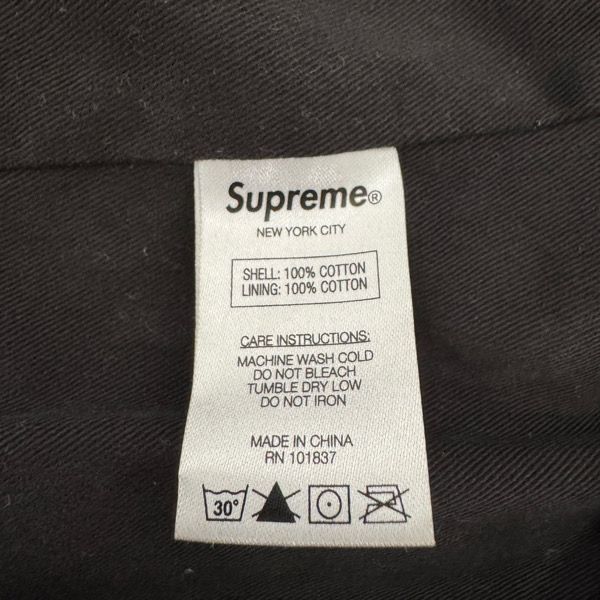 Supreme®
NEW YORK CITY
SHELL: 100% COTTON
LINING: 100% COTTON
CARE INSTRUCTIONS:
MACHINE WASH COLD
DO NOT BLEACH
TUMBLE DRY LOW
DO NOT IRON
MADE IN CHINA
RN 101837
30°